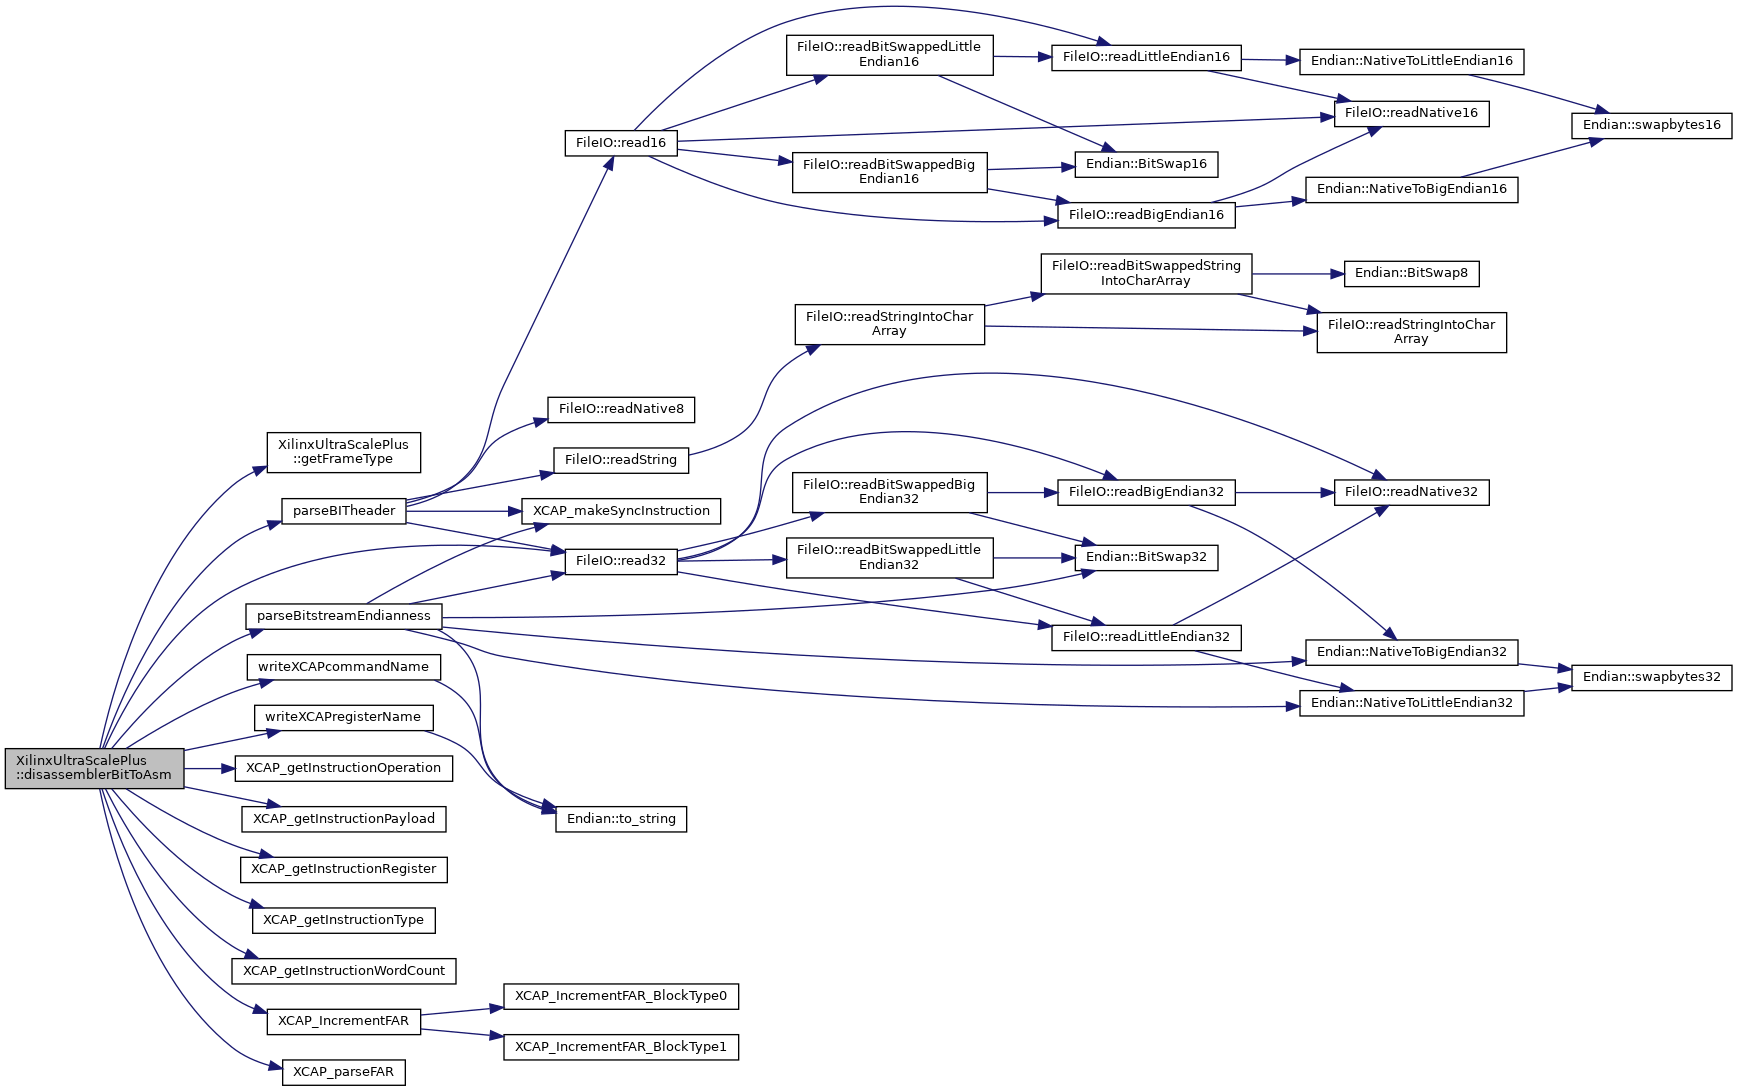 XilinxUltraScalePlus
::disassemblerBitToAsm
XilinxUltraScalePlus
::getFrameType
parseBITheader
parseBitstreamEndianness
writeXCAPcommandName
writeXCAPregisterName
XCAP_getInstructionOperation
XCAP_getInstructionPayload
XCAP_getInstructionRegister
XCAP_getInstructionType
XCAP_getInstructionWordCount
XCAP_IncrementFAR
XCAP_parseFAR
FileIO::read16
FileIO::readNative8
FileIO::readString
XCAP_makeSyncInstruction
FileIO::read32
Endian::to_string
XCAP_IncrementFAR_BlockType0
XCAP_IncrementFAR_BlockType1
FileIO::readBitSwappedLittle
Endian16
FileIO::readBitSwappedBig
Endian16
FileIO::readStringIntoChar
Array
FileIO::readBitSwappedBig
Endian32
FileIO::readBitSwappedLittle
Endian32
FileIO::readLittleEndian16
Endian::BitSwap16
FileIO::readBigEndian16
FileIO::readBitSwappedString
IntoCharArray
FileIO::readBigEndian32
Endian::BitSwap32
FileIO::readLittleEndian32
Endian::NativeToLittleEndian16
FileIO::readNative16
Endian::NativeToBigEndian16
Endian::BitSwap8
FileIO::readStringIntoChar
Array
FileIO::readNative32
Endian::NativeToBigEndian32
Endian::NativeToLittleEndian32
Endian::swapbytes16
Endian::swapbytes32